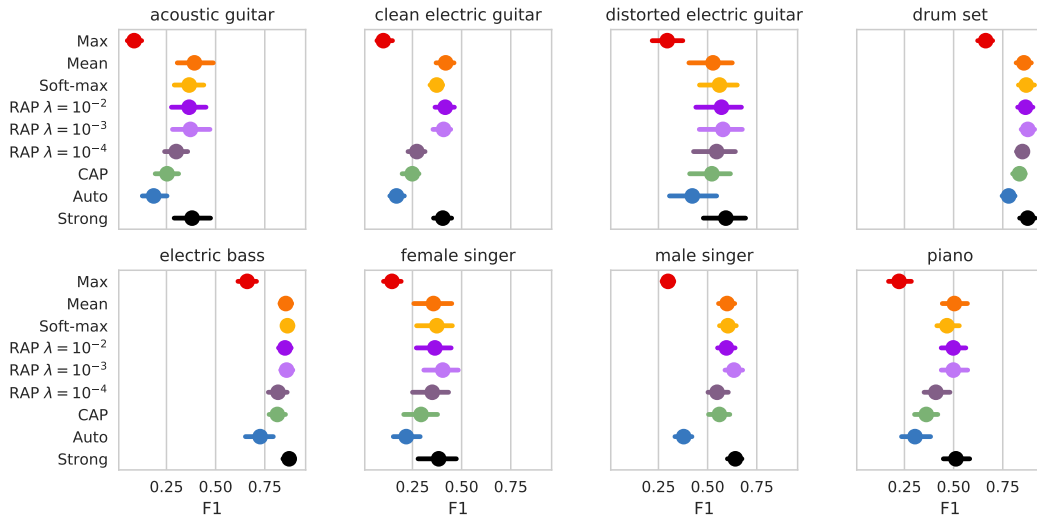 acoustic guitar clean electric guitar distorted electric guitar drum set
Max
Mean
Soft-max
RAP λ = 10⁻²
RAP λ = 10⁻³
RAP λ = 10⁻⁴
CAP
Auto
Strong
electric bass female singer male singer piano
Max
Mean
Soft-max
RAP λ = 10⁻²
RAP λ = 10⁻³
RAP λ = 10⁻⁴
CAP
Auto
Strong
0.25 0.50 0.75 0.25 0.50 0.75 0.25 0.50 0.75 0.25 0.50 0.75
F1 F1 F1 F1